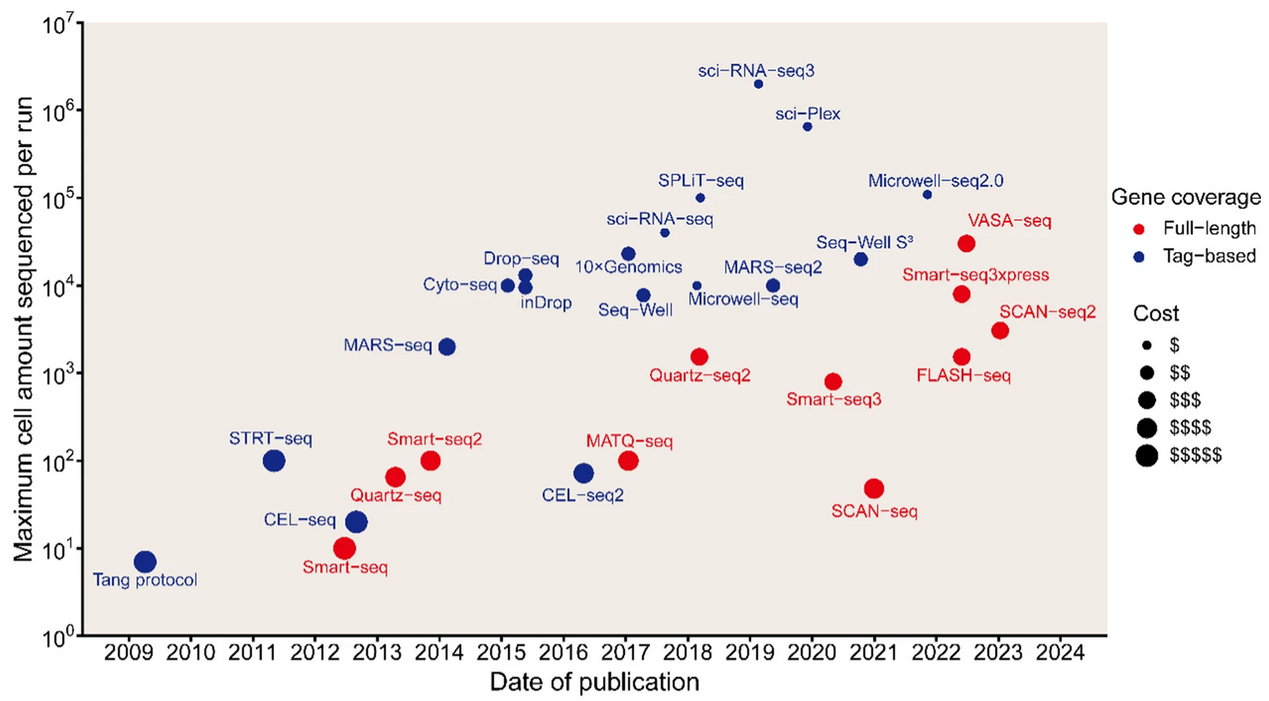 Maximum cell amount sequenced per run
10⁷
10⁶
10⁵
10⁴
10³
10²
10¹
10⁰
sci−RNA−seq3
sci−Plex
SPLiT−seq
Microwell−seq2.0
sci−RNA−seq
VASA−seq
Seq−Well S³
Drop−seq
10×Genomics
MARS−seq2
Smart−seq3xpress
Cyto−seq
inDrop
Seq−Well
Microwell−seq
SCAN−seq2
MARS−seq
Quartz−seq2
FLASH−seq
Smart−seq3
STRT−seq
Smart−seq2
MATQ−seq
Quartz−seq
CEL−seq2
SCAN−seq
CEL−seq
Smart−seq
Tang protocol
2009 2010 2011 2012 2013 2014 2015 2016 2017 2018 2019 2020 2021 2022 2023 2024
Date of publication
Gene coverage
Full−length
Tag−based
Cost
$
$$
$$$
$$$$
$$$$$